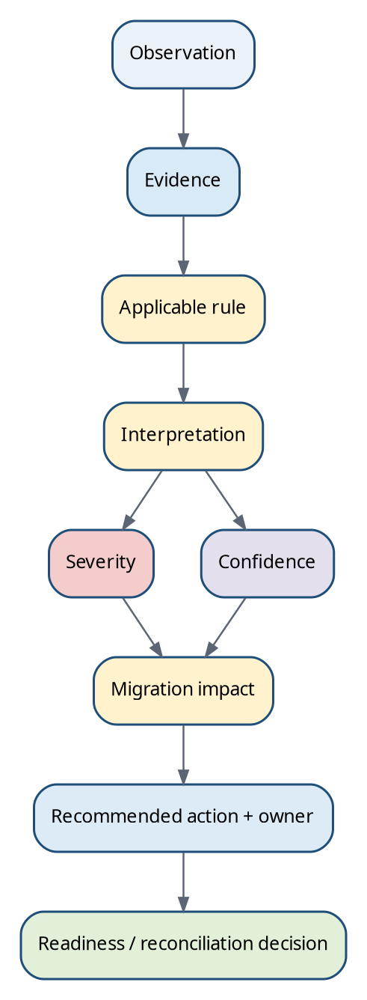 Observation
Evidence
Applicable rule
Interpretation
Severity
Confidence
Migration impact
Recommended action + owner
Readiness / reconciliation decision